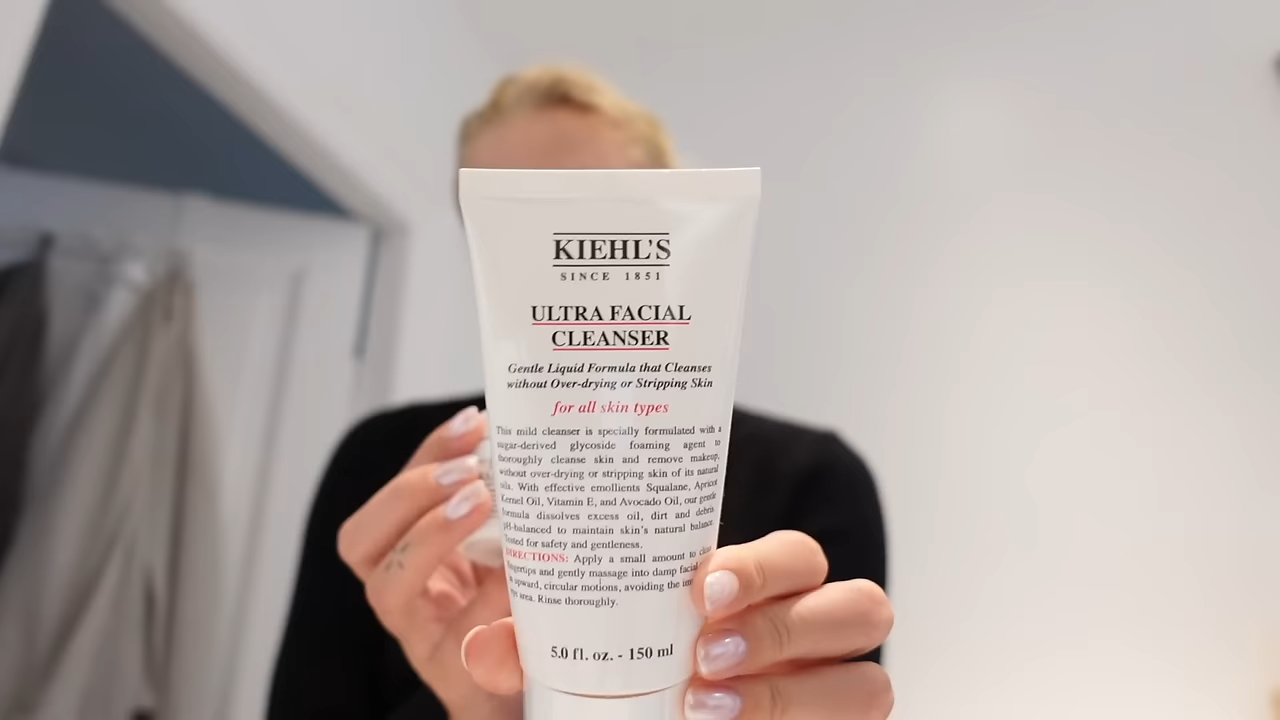 KIEHL'S
SINCE 1851
ULTRA FACIAL
CLEANSER
Gentle Liquid Formula that Cleanses
without Over-drying or Stripping Skin
for all skin types
This mild cleanser is specially formulated with a
sugar-derived glycoside foaming agent to
thoroughly cleanse skin and remove makeup,
without over-drying or stripping skin of its natural
oils. With effective emollients Squalane, Apricot
Kernel Oil, Vitamin E, and Avocado Oil, our gentle
formula dissolves excess oil, dirt and debris.
pH-balanced to maintain skin's natural balance.
Tested for safety and gentleness.
DIRECTIONS: Apply a small amount to
fingertips and gently massage into damp facial
upward, circular motions, avoiding the
eye area. Rinse thoroughly.
5.0 fl. oz. - 150 ml